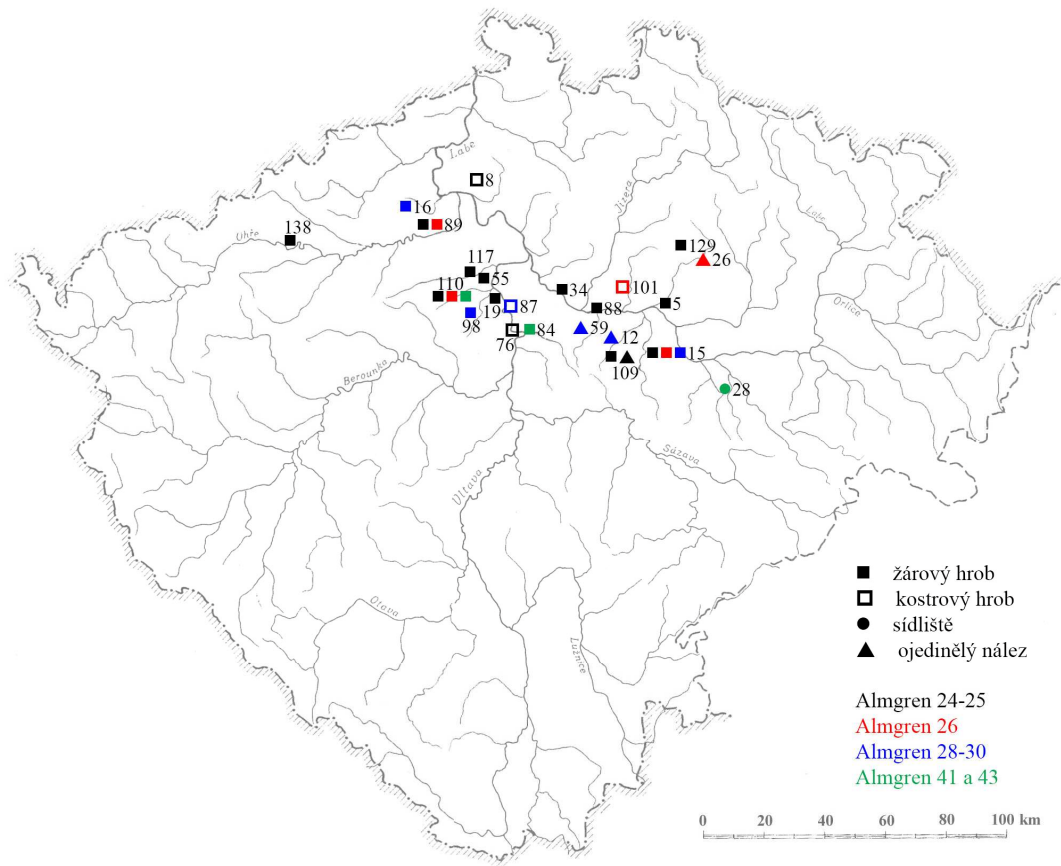 Labe
8
Jizera
16
Labe
89
138
Uhře
129
26
117
55
101
110
34
5
Orlice
19
87
88
98
59
76
84
12
15
109
Berounka
28
Sázava
Vltava
Otava
Lužnice
žárový hrob
kostrový hrob
sídliště
ojedinělý nález
Almgren 24-25
Almgren 26
Almgren 28-30
Almgren 41 a 43
0 20 40 60 80 100 km